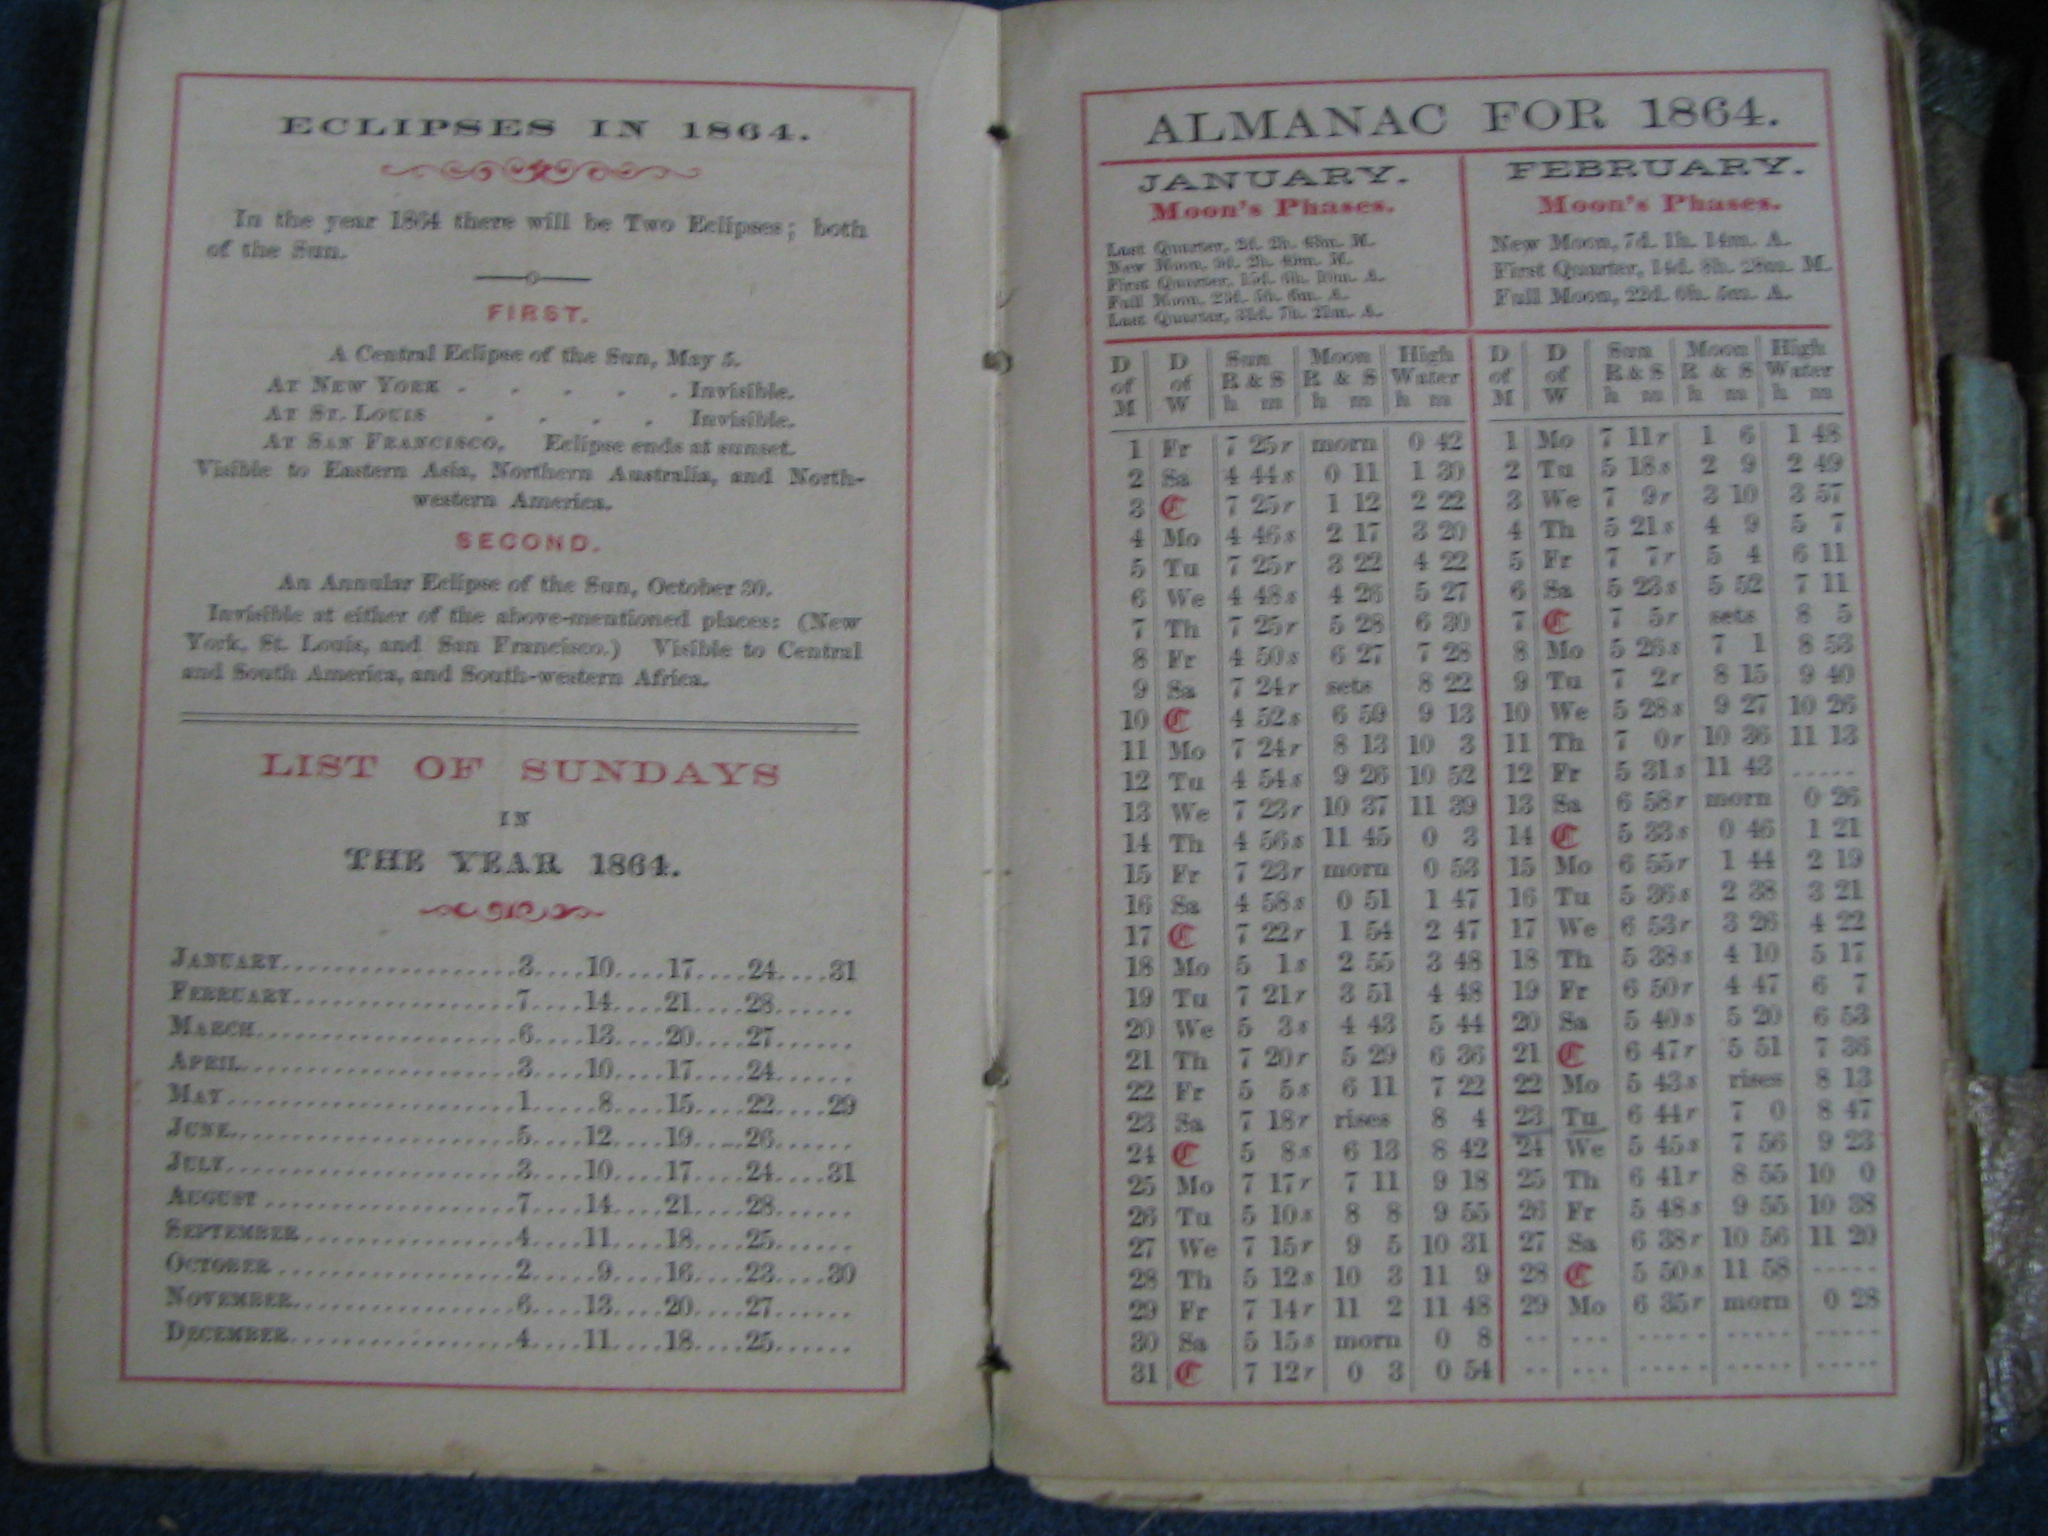 ECLIPSES IN 1864.
In the year 1864 there will be Two Eclipses; both
of the Sun.
FIRST.
A Central Eclipse of the Sun, May 5.
AT NEW YORK . . . . . Invisible.
AT ST. LOUIS . . . . Invisible.
AT SAN FRANCISCO. Eclipse ends at sunset.
Visible to Eastern Asia, Northern Australia, and North-
western America.
SECOND.
An Annular Eclipse of the Sun, October 30.
Invisible at either of the above-mentioned places: (New
York, St. Louis, and San Francisco.) Visible to Central
and South America, and South-western Africa.
LIST OF SUNDAYS
IN
THE YEAR 1864.
JANUARY....................3....10....17....24....31
FEBRUARY...................7....14....21....28......
MARCH......................6....13....20....27......
APRIL......................3....10....17....24......
MAY........................1.....8....15....22....29
JUNE.......................5....12....19....26......
JULY.......................3....10....17....24....31
AUGUST.....................7....14....21....28......
SEPTEMBER..................4....11....18....25......
OCTOBER....................2.....9....16....23....30
NOVEMBER...................6....13....20....27......
DECEMBER...................4....11....18....25......
ALMANAC FOR 1864.
JANUARY.
Moon's Phases.
Last Quarter, 2d. 2h. M.
New Moon, 9d. 2h. M.
First Quarter, 15d. A.
Full Moon, 23d. 5h. A.
Last Quarter, 31d. 7h. A.
D of M D of W Sun R & S h m Moon R & S h m High Water h m
1 Fr 7 25r morn 0 42
2 Sa 4 44s 0 11 1 30
3 C 7 25r 1 12 2 22
4 Mo 4 46s 2 17 3 20
5 Tu 7 25r 3 22 4 22
6 We 4 48s 4 26 5 27
7 Th 7 25r 5 28 6 30
8 Fr 4 50s 6 27 7 28
9 Sa 7 24r sets 8 22
10 C 4 52s 6 59 9 13
11 Mo 7 24r 8 13 10 3
12 Tu 4 54s 9 26 10 52
13 We 7 23r 10 37 11 39
14 Th 4 56s 11 45 0 3
15 Fr 7 23r morn 0 53
16 Sa 4 58s 0 51 1 47
17 C 7 22r 1 54 2 47
18 Mo 5 1s 2 55 3 48
19 Tu 7 21r 3 51 4 48
20 We 5 3s 4 43 5 44
21 Th 7 20r 5 29 6 36
22 Fr 5 5s 6 11 7 22
23 Sa 7 18r rises 8 4
24 C 5 8s 6 13 8 42
25 Mo 7 17r 7 11 9 18
26 Tu 5 10s 8 8 9 55
27 We 7 15r 9 5 10 31
28 Th 5 12s 10 3 11 9
29 Fr 7 14r 11 2 11 48
30 Sa 5 15s morn 0 8
31 C 7 12r 0 3 0 54
FEBRUARY.
Moon's Phases.
New Moon, 7d. 1h. 14m. A.
First Quarter, 14d. 8h. 28m. M.
Full Moon, 22d. 0h. 5m. A.
D of M D of W Sun R & S h m Moon R & S h m High Water h m
1 Mo 7 11r 1 6 1 48
2 Tu 5 18s 2 9 2 49
3 We 7 9r 3 10 3 57
4 Th 5 21s 4 9 5 7
5 Fr 7 7r 5 4 6 11
6 Sa 5 23s 5 52 7 11
7 C 7 5r sets 8 5
8 Mo 5 26s 7 1 8 53
9 Tu 7 2r 8 15 9 40
10 We 5 28s 9 27 10 26
11 Th 7 0r 10 36 11 13
12 Fr 5 31s 11 43 .....
13 Sa 6 58r morn 0 26
14 C 5 33s 0 46 1 21
15 Mo 6 55r 1 44 2 19
16 Tu 5 36s 2 38 3 21
17 We 6 53r 3 26 4 22
18 Th 5 38s 4 10 5 17
19 Fr 6 50r 4 47 6 7
20 Sa 5 40s 5 20 6 53
21 C 6 47r 5 51 7 36
22 Mo 5 43s rises 8 13
23 Tu 6 44r 7 0 8 47
24 We 5 45s 7 56 9 23
25 Th 6 41r 8 55 10 0
26 Fr 5 48s 9 55 10 38
27 Sa 6 38r 10 56 11 20
28 C 5 50s 11 58 .....
29 Mo 6 35r morn 0 28
.. ... ..... ..... .....
.. ... ..... ..... .....